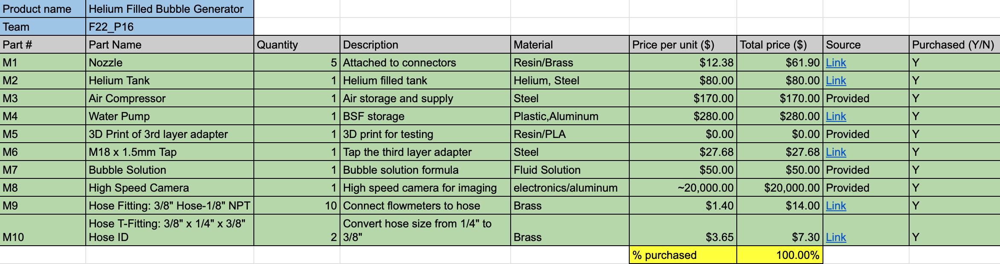 Product name Helium Filled Bubble Generator
Team F22_P16
Part # Part Name Quantity Description Material Price per unit ($) Total price ($) Source Purchased (Y/N)
M1 Nozzle 5 Attached to connectors Resin/Brass $12.38 $61.90 Link Y
M2 Helium Tank 1 Helium filled tank Helium, Steel $80.00 $80.00 Link Y
M3 Air Compressor 1 Air storage and supply Steel $170.00 $170.00 Provided Y
M4 Water Pump 1 BSF storage Plastic,Aluminum $280.00 $280.00 Link Y
M5 3D Print of 3rd layer adapter 1 3D print for testing Resin/PLA $0.00 $0.00 Provided Y
M6 M18 x 1.5mm Tap 1 Tap the third layer adapter Steel $27.68 $27.68 Link Y
M7 Bubble Solution 1 Bubble solution formula Fluid Solution $50.00 $50.00 Provided Y
M8 High Speed Camera 1 High speed camera for imaging electronics/aluminum ~20,000.00 $20,000.00 Provided Y
M9 Hose Fitting: 3/8" Hose-1/8" NPT 10 Connect flowmeters to hose Brass $1.40 $14.00 Link Y
Hose T-Fitting: 3/8" x 1/4" x 3/8" Convert hose size from 1/4" to
M10 Hose ID 2 3/8" Brass $3.65 $7.30 Link Y
% purchased 100.00%